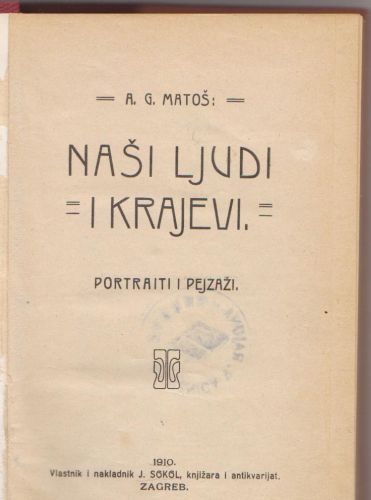 A. G. MATOŠ:
NAŠI LJUDI
I KRAJEVI.
PORTRAITI I PEJZAŽI.
1910.
Vlastnik i nakladnik J. SOKOL, knjižara i antikvarijat.
ZAGREB.